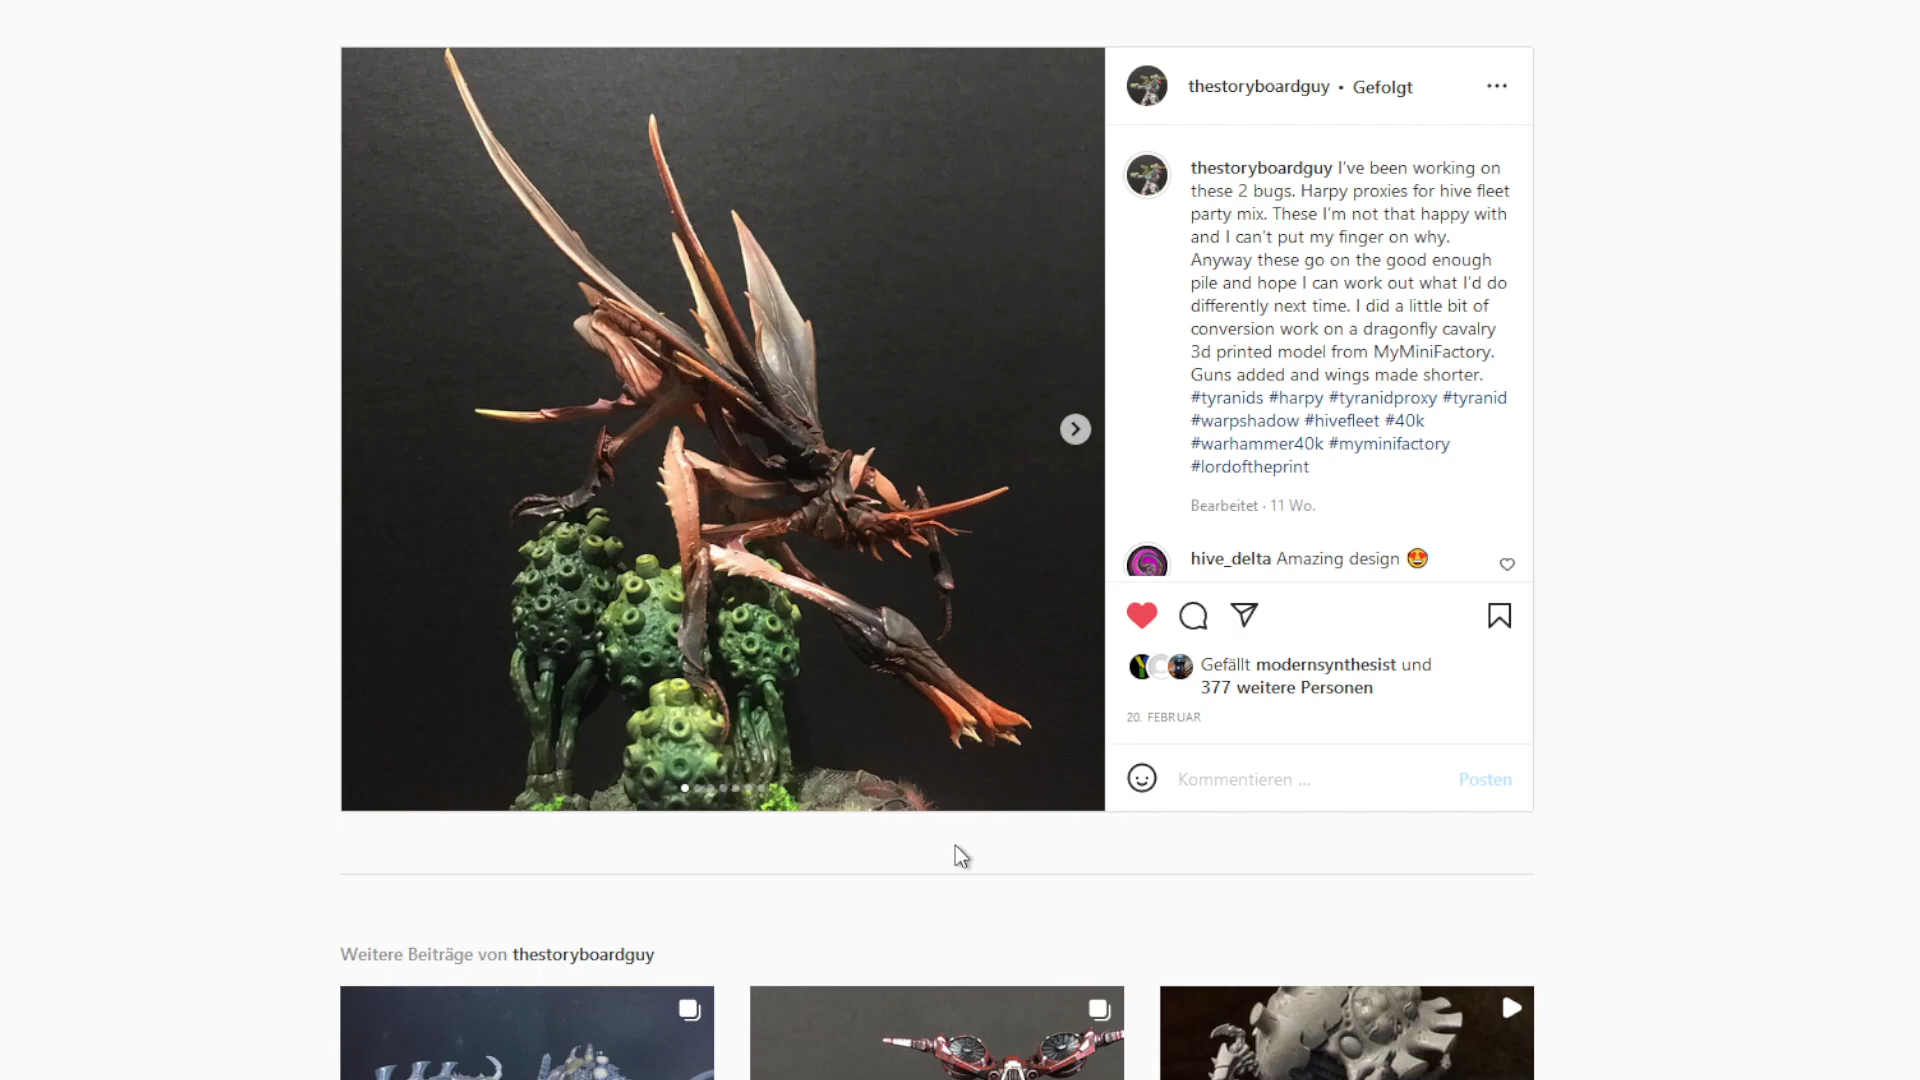 thestoryboardguy • Gefolgt
thestoryboardguy I've been working on
these 2 bugs. Harpy proxies for hive fleet
party mix. These I'm not that happy with
and I can't put my finger on why.
Anyway these go on the good enough
pile and hope I can work out what I'd do
differently next time. I did a little bit of
conversion work on a dragonfly cavalry
3d printed model from MyMiniFactory.
Guns added and wings made shorter.
#tyranids #harpy #tyranidproxy #tyranid
#warpshadow #hivefleet #40k
#warhammer40k #myminifactory
#lordoftheprint
Bearbeitet · 11 Wo.
hive_delta Amazing design 😍
Gefällt modernsynthesist und
377 weitere Personen
20. FEBRUAR
Kommentieren ...
Posten
Weitere Beiträge von thestoryboardguy